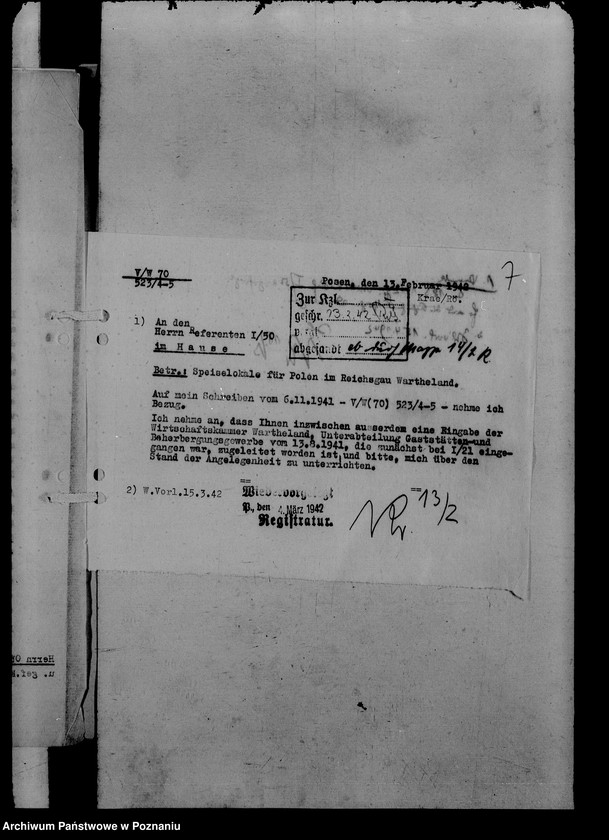 7
V/W 70
523/4-5
Posen, den 13. Februar 1942
Krae/Rö.
Zur Kzl.
geschr. 13.2.42
abgesandt
1) An den
Herrn Referenten I/50
im Hause
Betr.: Speiselokale für Polen im Reichsgau Wartheland.
Auf mein Schreiben vom 6.11.1941 - V/W(70) 523/4-5 - nehme ich
Bezug.
Ich nehme an, dass Ihnen inzwischen ausserdem eine Eingabe der
Wirtschaftskammer Wartheland, Unterabteilung Gaststätten-und
Beherbergungsgewerbe vom 13.8.1941, die zunächst bei I/21 einge-
gangen war, zugeleitet worden ist und bitte, mich über den
Stand der Angelegenheit zu unterrichten.
2) W.Vorl.15.3.42
Wiedervorgelegt
P., den 4. März 1942
Registratur.
13/2
Herrn
Archiwum Państwowe w Poznaniu